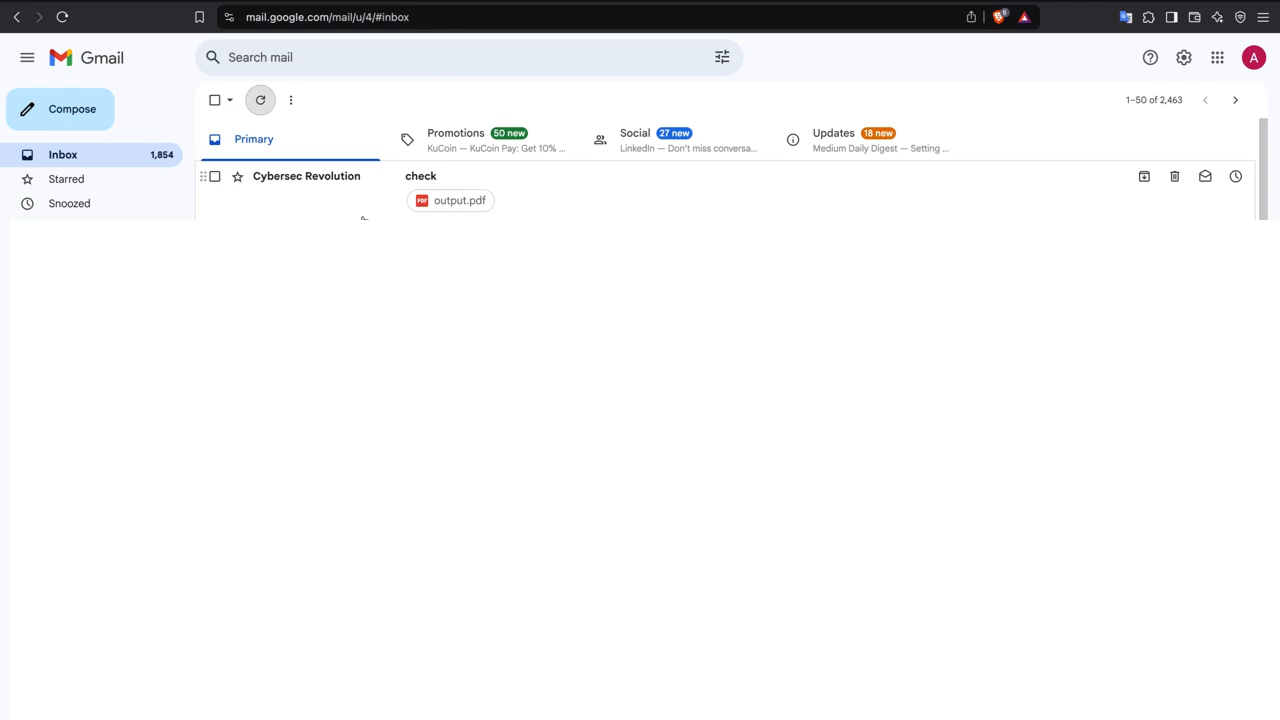 mail.google.com/mail/u/4/#inbox
6
Gmail
Search mail
A
Compose
1–50 of 2,463
Primary
Promotions 50 new
KuCoin — KuCoin Pay: Get 10% ...
Social 27 new
LinkedIn — Don't miss conversa...
Updates 18 new
Medium Daily Digest — Setting ...
Inbox 1,854
Starred
Snoozed
Cybersec Revolution check
PDF output.pdf